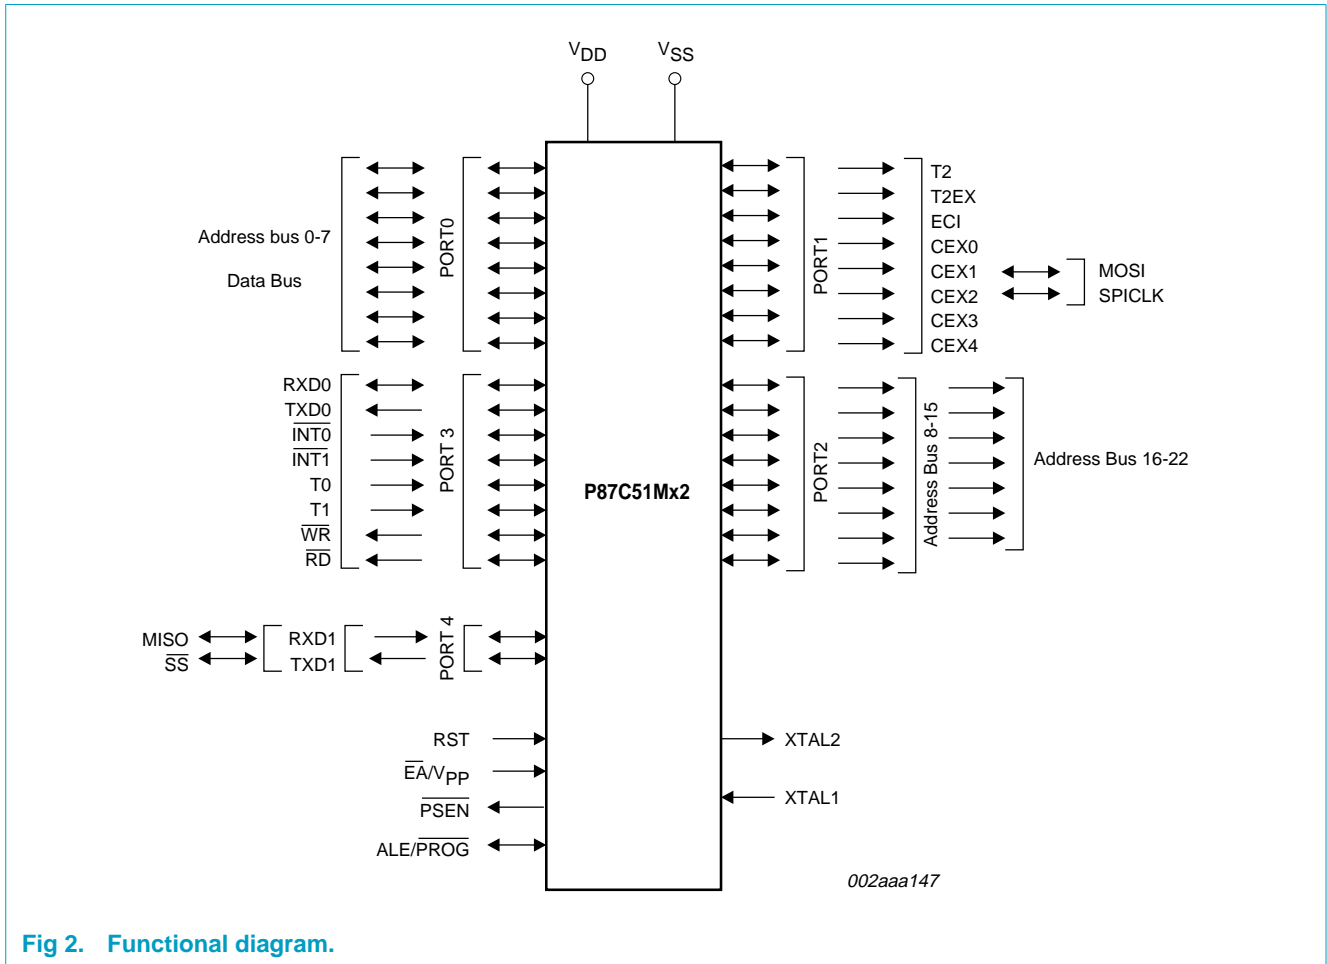 VDD
VSS
Address bus 0-7
Data Bus
PORT0
PORT1
T2
T2EX
ECI
CEX0
CEX1
CEX2
CEX3
CEX4
MOSI
SPICLK
RXD0
TXD0
INT0
INT1
T0
T1
WR
RD
PORT 3
P87C51Mx2
PORT2
Address Bus 8-15
Address Bus 16-22
MISO
SS
RXD1
TXD1
PORT 4
RST
EA/VPP
PSEN
ALE/PROG
XTAL2
XTAL1
002aaa147
Fig 2. Functional diagram.